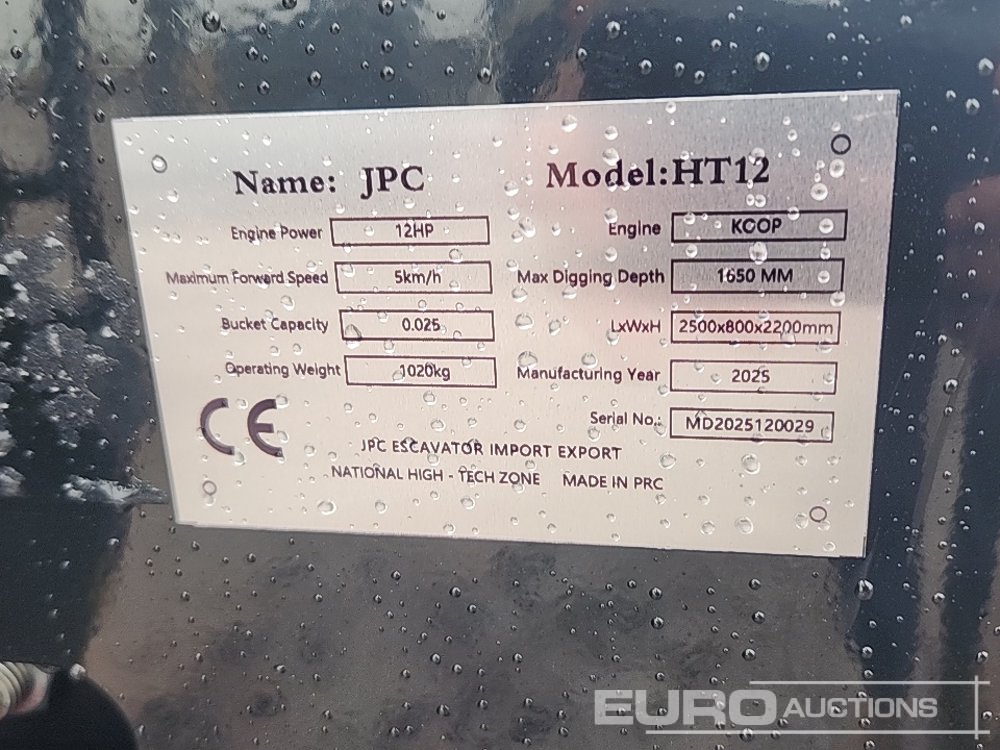 Name: JPC Model:HT12
Engine Power 12HP Engine KCOP
Maximum Forward Speed 5km/h Max Digging Depth 1650 MM
Bucket Capacity 0.025 LxWxH 2500x800x2200mm
Operating Weight 1020kg Manufacturing Year 2025
Serial No.: MD2025120029
CE
JPC ESCAVATOR IMPORT EXPORT
NATIONAL HIGH - TECH ZONE MADE IN PRC
EURO AUCTIONS